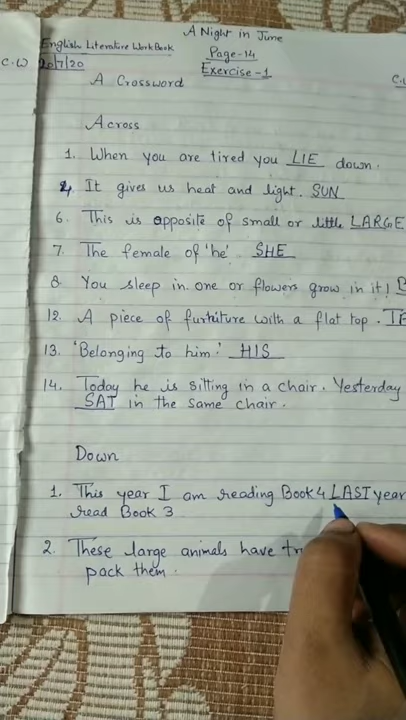 A Night in June
English Literature WorkBook
Page-14
C.W 20/7/20
Exercise-1
A Crossword
Across
1. When you are tired you LIE down.
4. It gives us heat and light. SUN
6. This is opposite of small or little LARGE
7. The female of 'he'. SHE
8. You sleep in one or flowers grow in it!
12. A piece of furniture with a flat top.
13. 'Belonging to him'. HIS
14. Today he is sitting in a chair. Yesterday
SAT in the same chair.
Down
1. This year I am reading Book 4 LAST year
read Book 3
2. These large animals have
pack them.